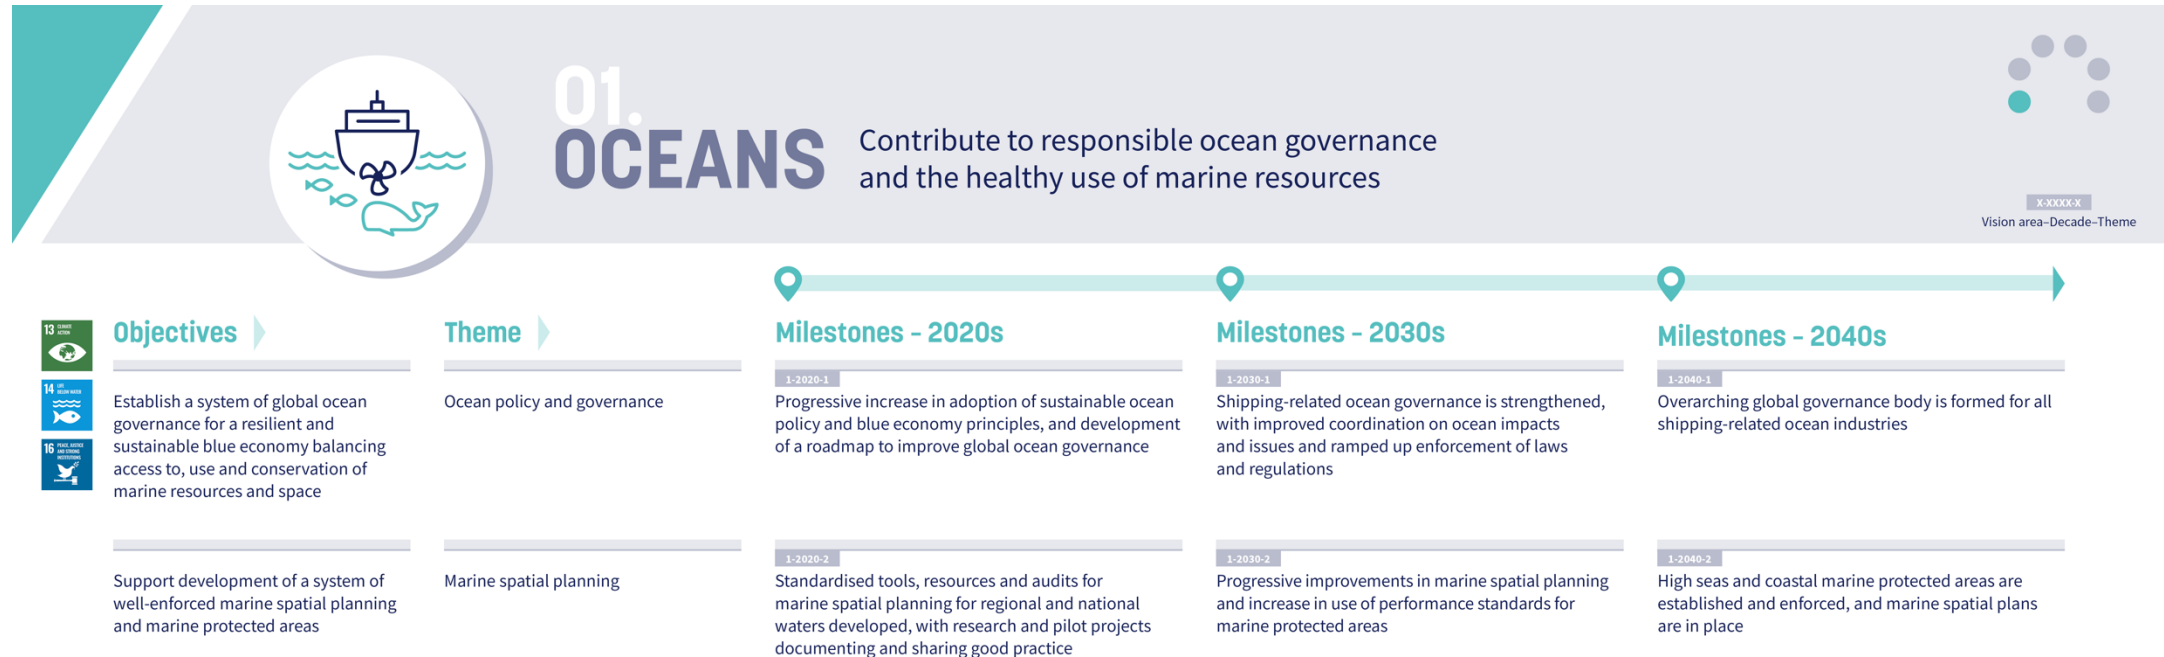 01.
OCEANS
Contribute to responsible ocean governance
and the healthy use of marine resources
X-XXXX-X
Vision area–Decade–Theme
13 CLIMATE
ACTION
14 LIFE
BELOW WATER
16 PEACE, JUSTICE
AND STRONG
INSTITUTIONS
Objectives
Theme
Milestones – 2020s
Milestones – 2030s
Milestones – 2040s
Establish a system of global ocean
governance for a resilient and
sustainable blue economy balancing
access to, use and conservation of
marine resources and space
Ocean policy and governance
1-2020-1
Progressive increase in adoption of sustainable ocean
policy and blue economy principles, and development
of a roadmap to improve global ocean governance
1-2030-1
Shipping-related ocean governance is strengthened,
with improved coordination on ocean impacts
and issues and ramped up enforcement of laws
and regulations
1-2040-1
Overarching global governance body is formed for all
shipping-related ocean industries
Support development of a system of
well-enforced marine spatial planning
and marine protected areas
Marine spatial planning
1-2020-2
Standardised tools, resources and audits for
marine spatial planning for regional and national
waters developed, with research and pilot projects
documenting and sharing good practice
1-2030-2
Progressive improvements in marine spatial planning
and increase in use of performance standards for
marine protected areas
1-2040-2
High seas and coastal marine protected areas are
established and enforced, and marine spatial plans
are in place